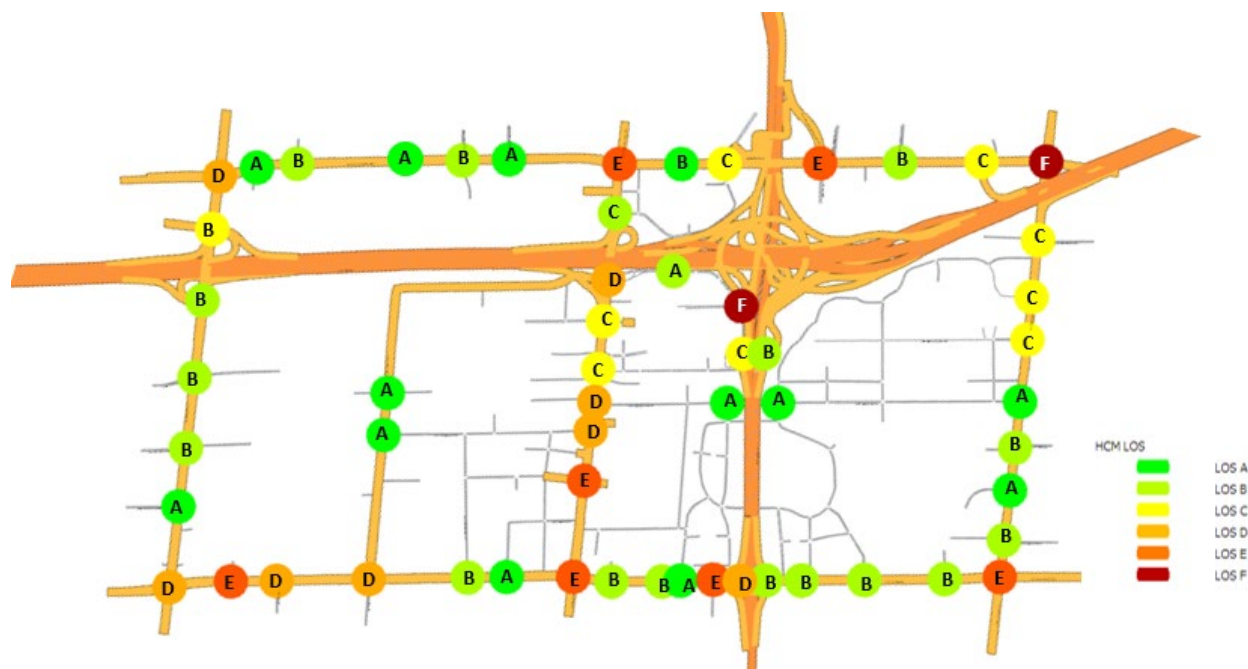 D A B A B A E B C E B C F
B C C
D A
B F C
C C
C B
B C
A D A A A
A D
B B
E A
A B
D E D D B A E B B A E D B B B B E
HCM LOS
LOS A
LOS B
LOS C
LOS D
LOS E
LOS F